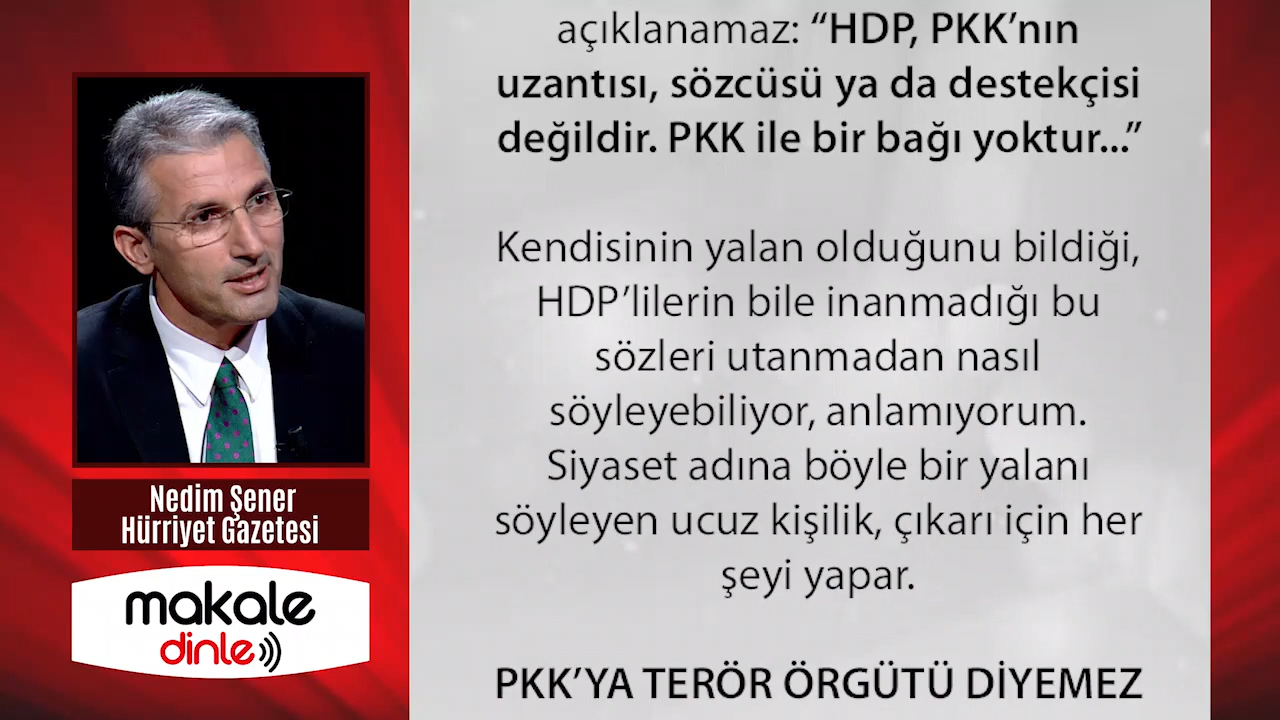 açıklanamaz: “HDP, PKK’nın
uzantısı, sözcüsü ya da destekçisi
değildir. PKK ile bir bağı yoktur...”
Kendisinin yalan olduğunu bildiği,
HDP’lilerin bile inanmadığı bu
sözleri utanmadan nasıl
söyleyebiliyor, anlamıyorum.
Siyaset adına böyle bir yalanı
söyleyen ucuz kişilik, çıkarı için her
şeyi yapar.
PKK’YA TERÖR ÖRGÜTÜ DİYEMEZ
Nedim Şener
Hürriyet Gazetesi
makale
dinle